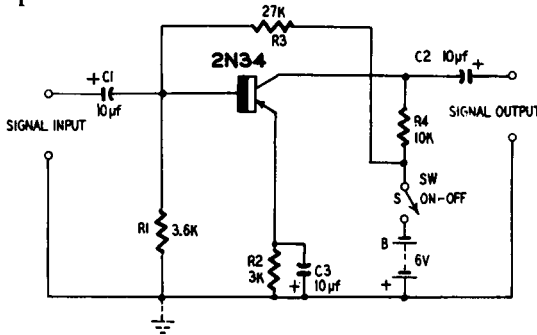 27K
R3
2N34
+ C1
10µf
C2 10µf +
SIGNAL INPUT
SIGNAL OUTPUT
R4
10K
SW
S ON-OFF
R1 3.6K
B
6V
R2
3K
C3
+ 10µf
+